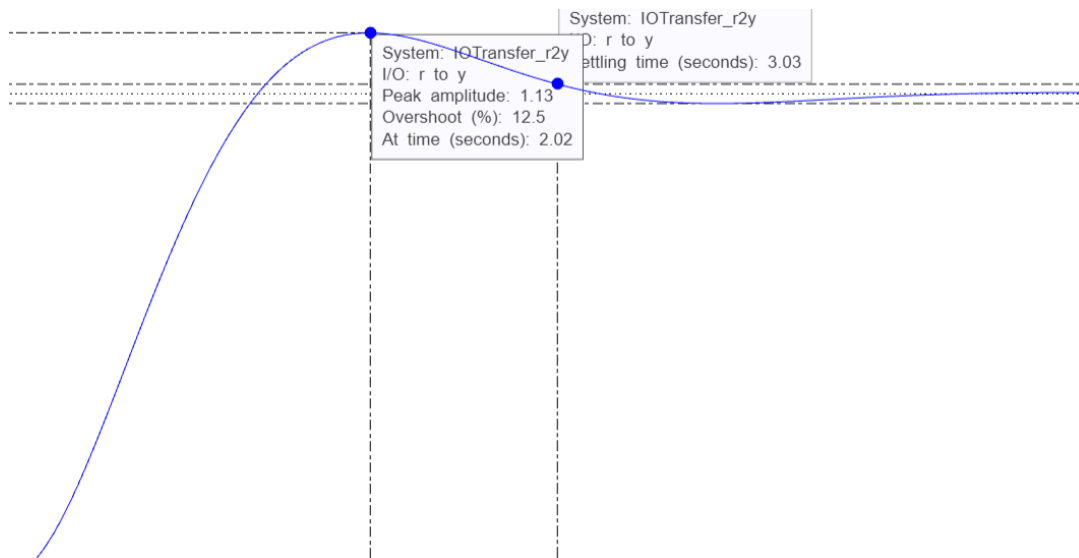 System: IOTransfer_r2y
I/O: r to y
Peak amplitude: 1.13
Overshoot (%): 12.5
At time (seconds): 2.02
System: IOTransfer_r2y
r to y
time (seconds): 3.03